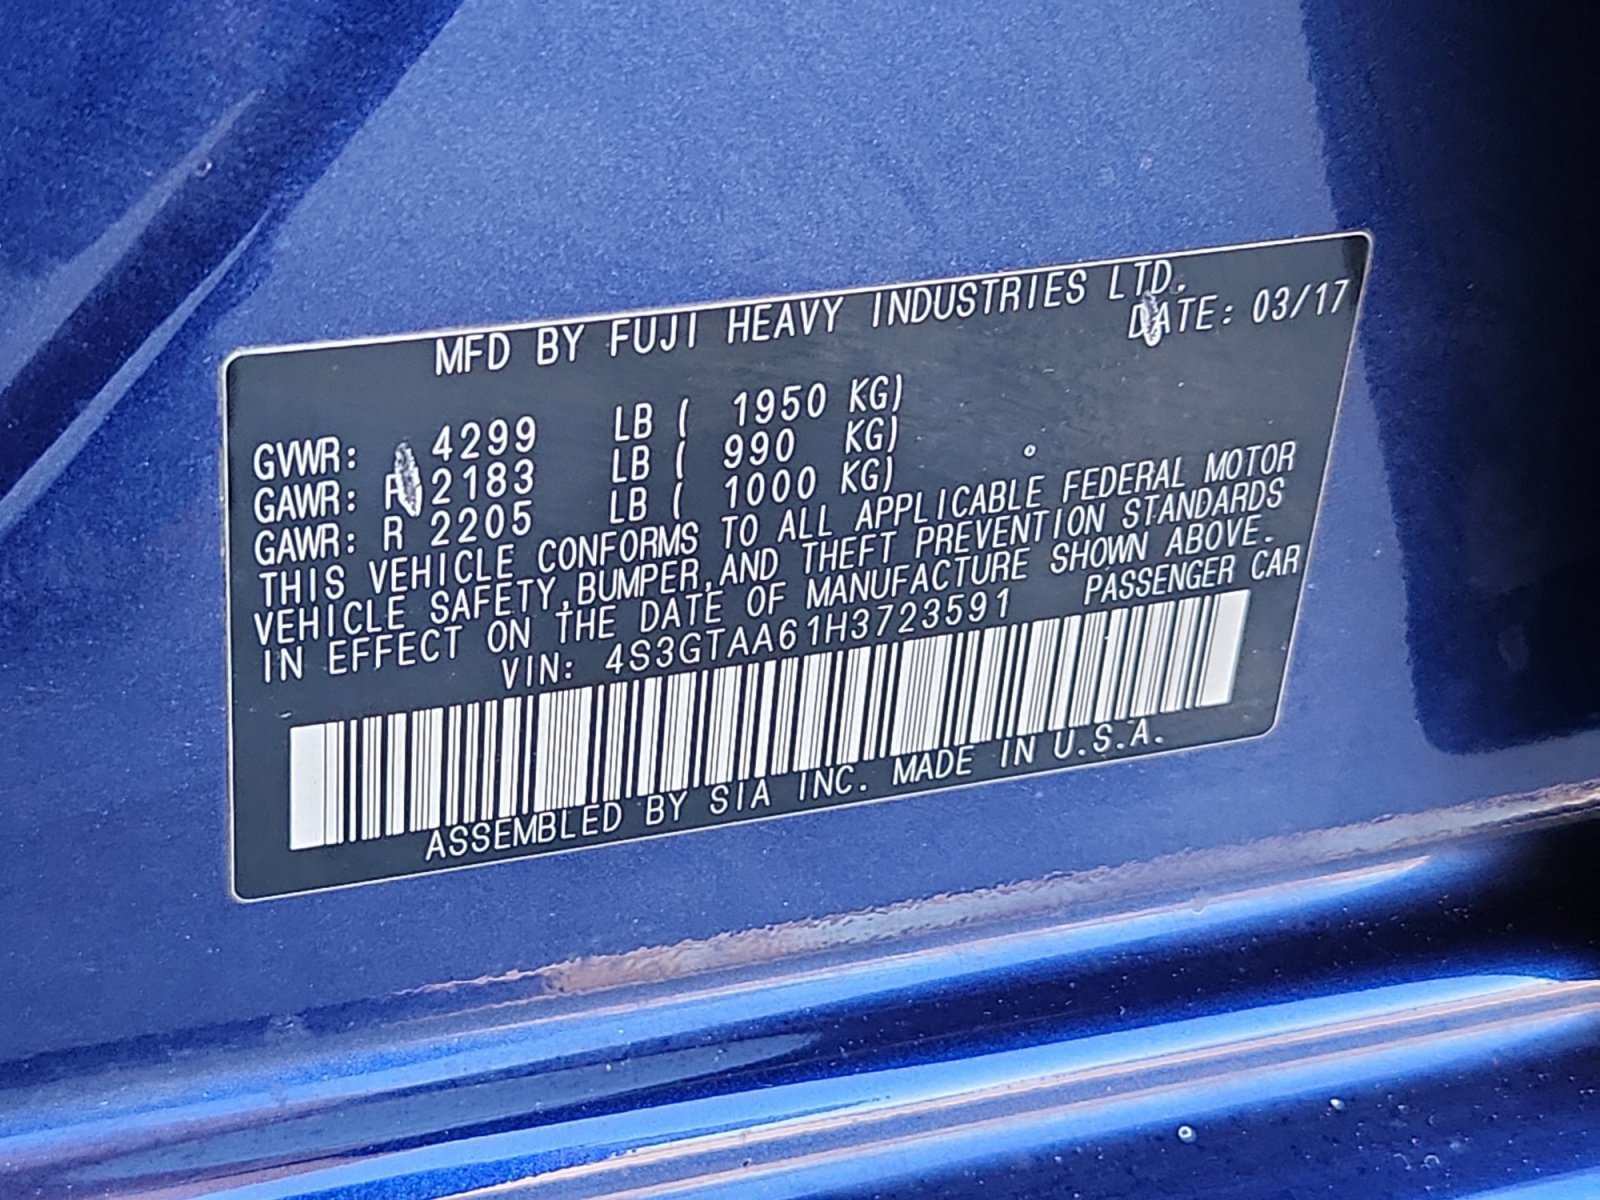 MFD BY FUJI HEAVY INDUSTRIES LTD.
DATE: 03/17
GVWR: 4299 LB ( 1950 KG)
GAWR: F 2183 LB ( 990 KG)
GAWR: R 2205 LB ( 1000 KG)
THIS VEHICLE CONFORMS TO ALL APPLICABLE FEDERAL MOTOR
VEHICLE SAFETY,BUMPER,AND THEFT PREVENTION STANDARDS
IN EFFECT ON THE DATE OF MANUFACTURE SHOWN ABOVE.
VIN: 4S3GTAA61H3723591 PASSENGER CAR
ASSEMBLED BY SIA INC. MADE IN U.S.A.